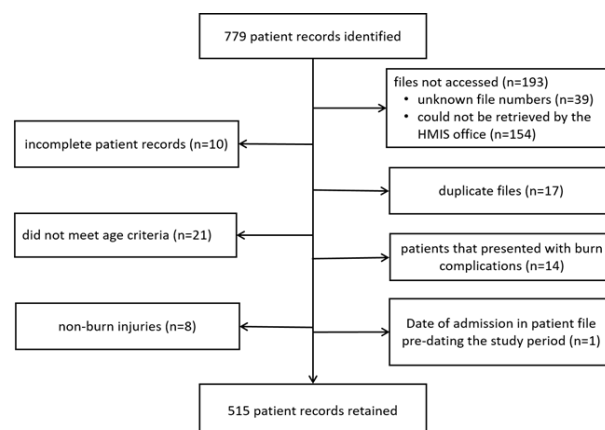 779 patient records identified
files not accessed (n=193)
• unknown file numbers (n=39)
• could not be retrieved by the
HMIS office (n=154)
incomplete patient records (n=10)
duplicate files (n=17)
did not meet age criteria (n=21)
patients that presented with burn
complications (n=14)
non-burn injuries (n=8)
Date of admission in patient file
pre-dating the study period (n=1)
515 patient records retained